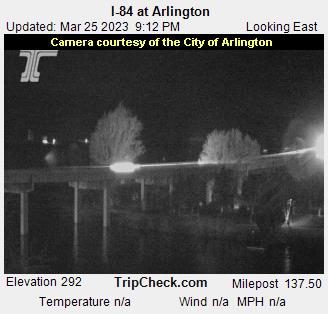 I-84 at Arlington
Updated: Mar 25 2023 9:12 PM Looking East
Camera courtesy of the City of Arlington
Elevation 292 TripCheck.com Milepost 137.50
Temperature n/a Wind n/a MPH n/a